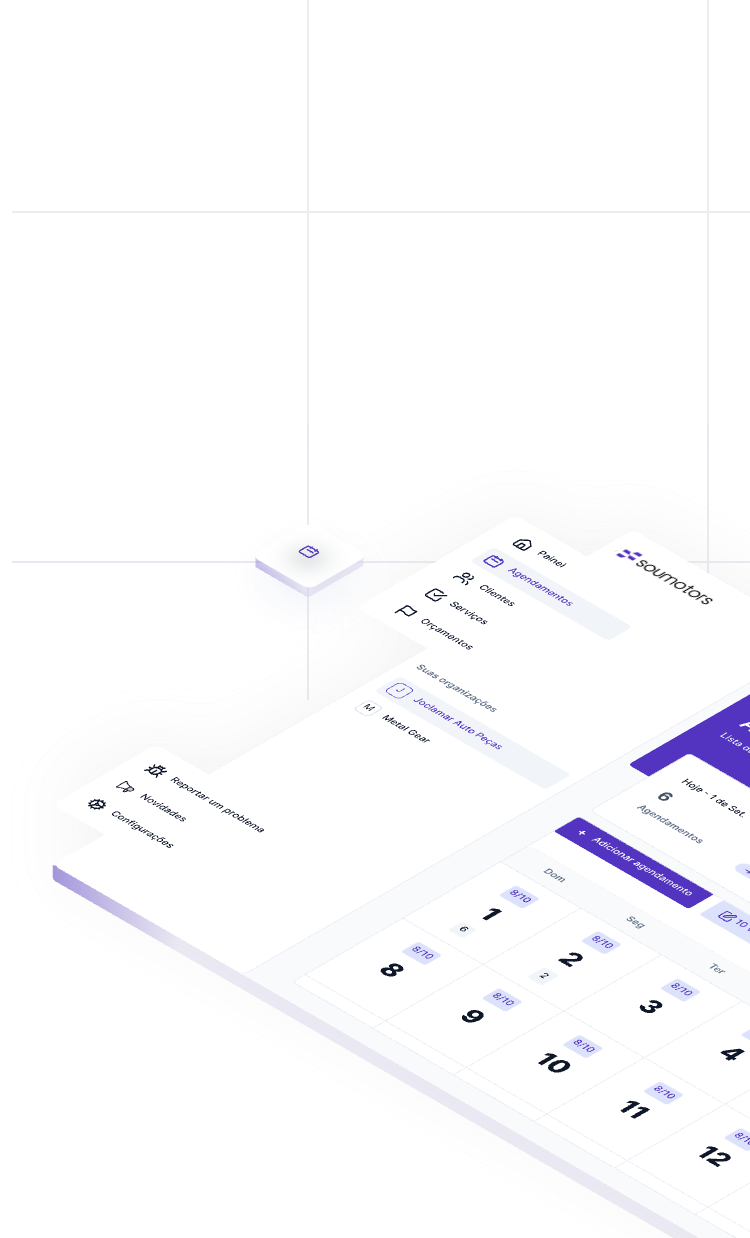 Painel
Agendamentos
Clientes
Serviços
Orçamentos
Suas organizações
J Joclamar Auto Peças
M Metal Gear
Reportar um problema
Novidades
Configurações
soumotors
Lista
Hoje - 1 de Set.
6
Agendamentos
+ Adicionar agendamento
10
Dom
Seg
Ter
8/10
1
6
8/10
2
2
8/10
3
4
8/10
8
8/10
9
8/10
10
8/10
11
8/10
12